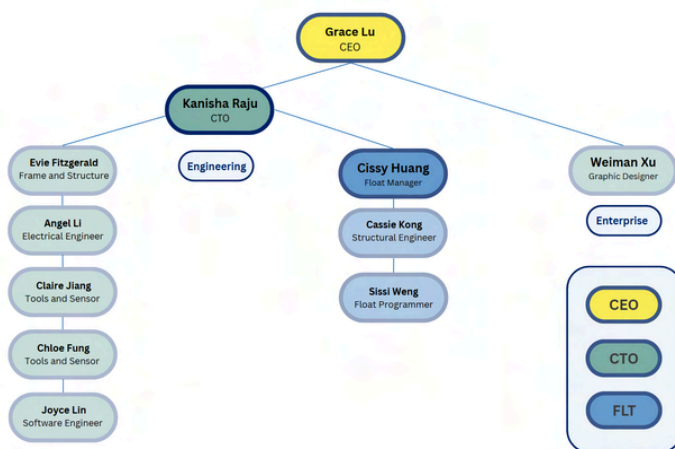 Grace Lu
CEO
Kanisha Raju
CTO
Engineering
Evie Fitzgerald
Frame and Structure
Angel Li
Electrical Engineer
Claire Jiang
Tools and Sensor
Chloe Fung
Tools and Sensor
Joyce Lin
Software Engineer
Cissy Huang
Float Manager
Cassie Kong
Structural Engineer
Sissi Weng
Float Programmer
Weiman Xu
Graphic Designer
Enterprise
CEO
CTO
FLT